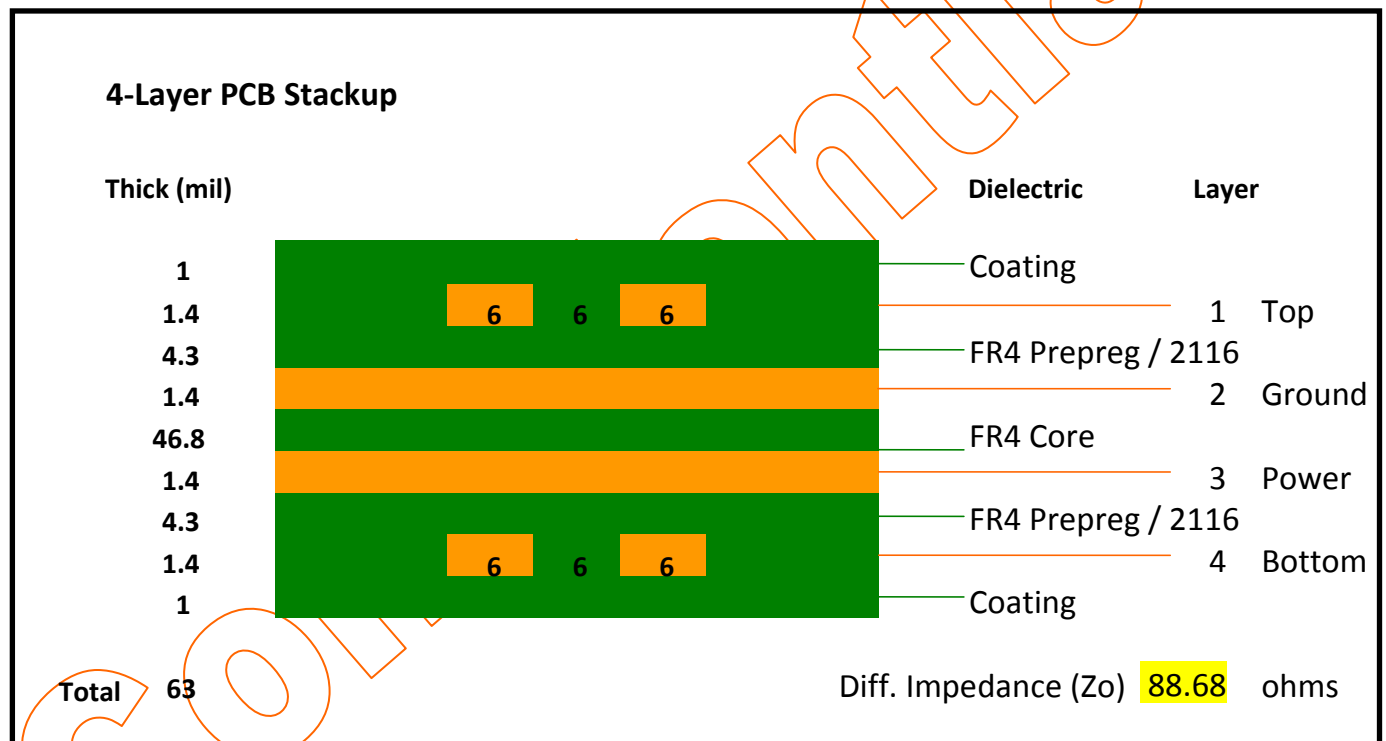 4-Layer PCB Stackup
Thick (mil) Dielectric Layer
1 Coating
1.4 6 6 6 1 Top
4.3 FR4 Prepreg / 2116
1.4 2 Ground
46.8 FR4 Core
1.4 3 Power
4.3 FR4 Prepreg / 2116
1.4 6 6 6 4 Bottom
1 Coating
Total 63 Diff. Impedance (Zo) 88.68 ohms